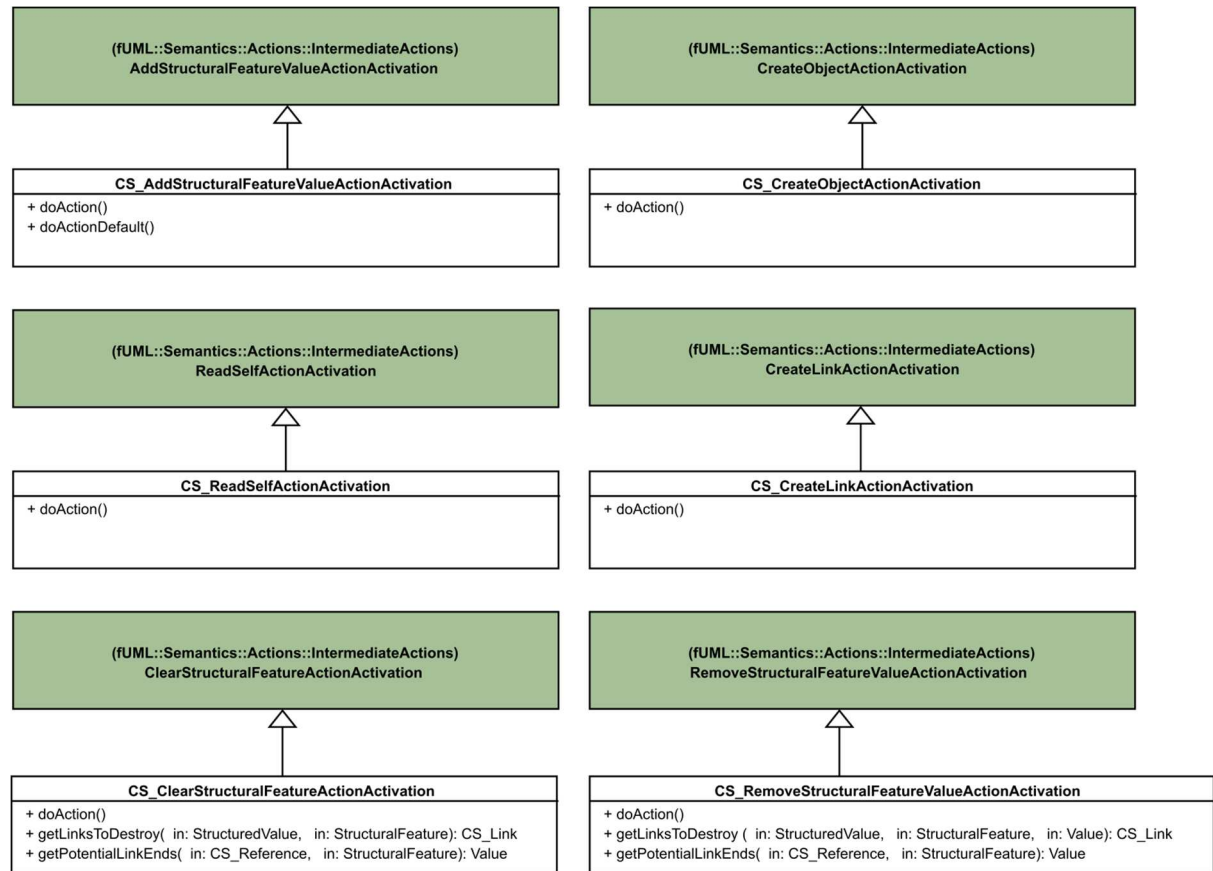 (fUML::Semantics::Actions::IntermediateActions)
AddStructuralFeatureValueActionActivation
(fUML::Semantics::Actions::IntermediateActions)
CreateObjectActionActivation
CS_AddStructuralFeatureValueActionActivation
+ doAction()
+ doActionDefault()
CS_CreateObjectActionActivation
+ doAction()
(fUML::Semantics::Actions::IntermediateActions)
ReadSelfActionActivation
(fUML::Semantics::Actions::IntermediateActions)
CreateLinkActionActivation
CS_ReadSelfActionActivation
+ doAction()
CS_CreateLinkActionActivation
+ doAction()
(fUML::Semantics::Actions::IntermediateActions)
ClearStructuralFeatureActionActivation
(fUML::Semantics::Actions::IntermediateActions)
RemoveStructuralFeatureValueActionActivation
CS_ClearStructuralFeatureActionActivation
+ doAction()
+ getLinksToDestroy( in: StructuredValue, in: StructuralFeature): CS_Link
+ getPotentialLinkEnds( in: CS_Reference, in: StructuralFeature): Value
CS_RemoveStructuralFeatureValueActionActivation
+ doAction()
+ getLinksToDestroy ( in: StructuredValue, in: StructuralFeature, in: Value): CS_Link
+ getPotentialLinkEnds( in: CS_Reference, in: StructuralFeature): Value